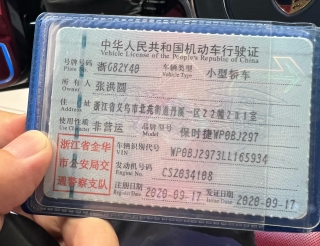 中华人民共和国机动车行驶证
Vehicle License of the People's Republic of China
号牌号码 浙G82Y40 车辆类型 小型轿车
Plate No. Vehicle Type
所有人 张洪圆
Owner
住址 浙江省义乌市北苑街道丹溪一区22幢2 1室
Address
使用性质 非营运 品牌型号 保时捷WP0BJ297
Use Character Model
浙江省金华 车辆识别代号 WP0BJ2973LL165934
VIN
市公安局交 发动机号码 CSZ034108
Engine No.
通警察支队 注册日期 2020-09-17 发证日期 2020-09-17
Register Date Issue Date